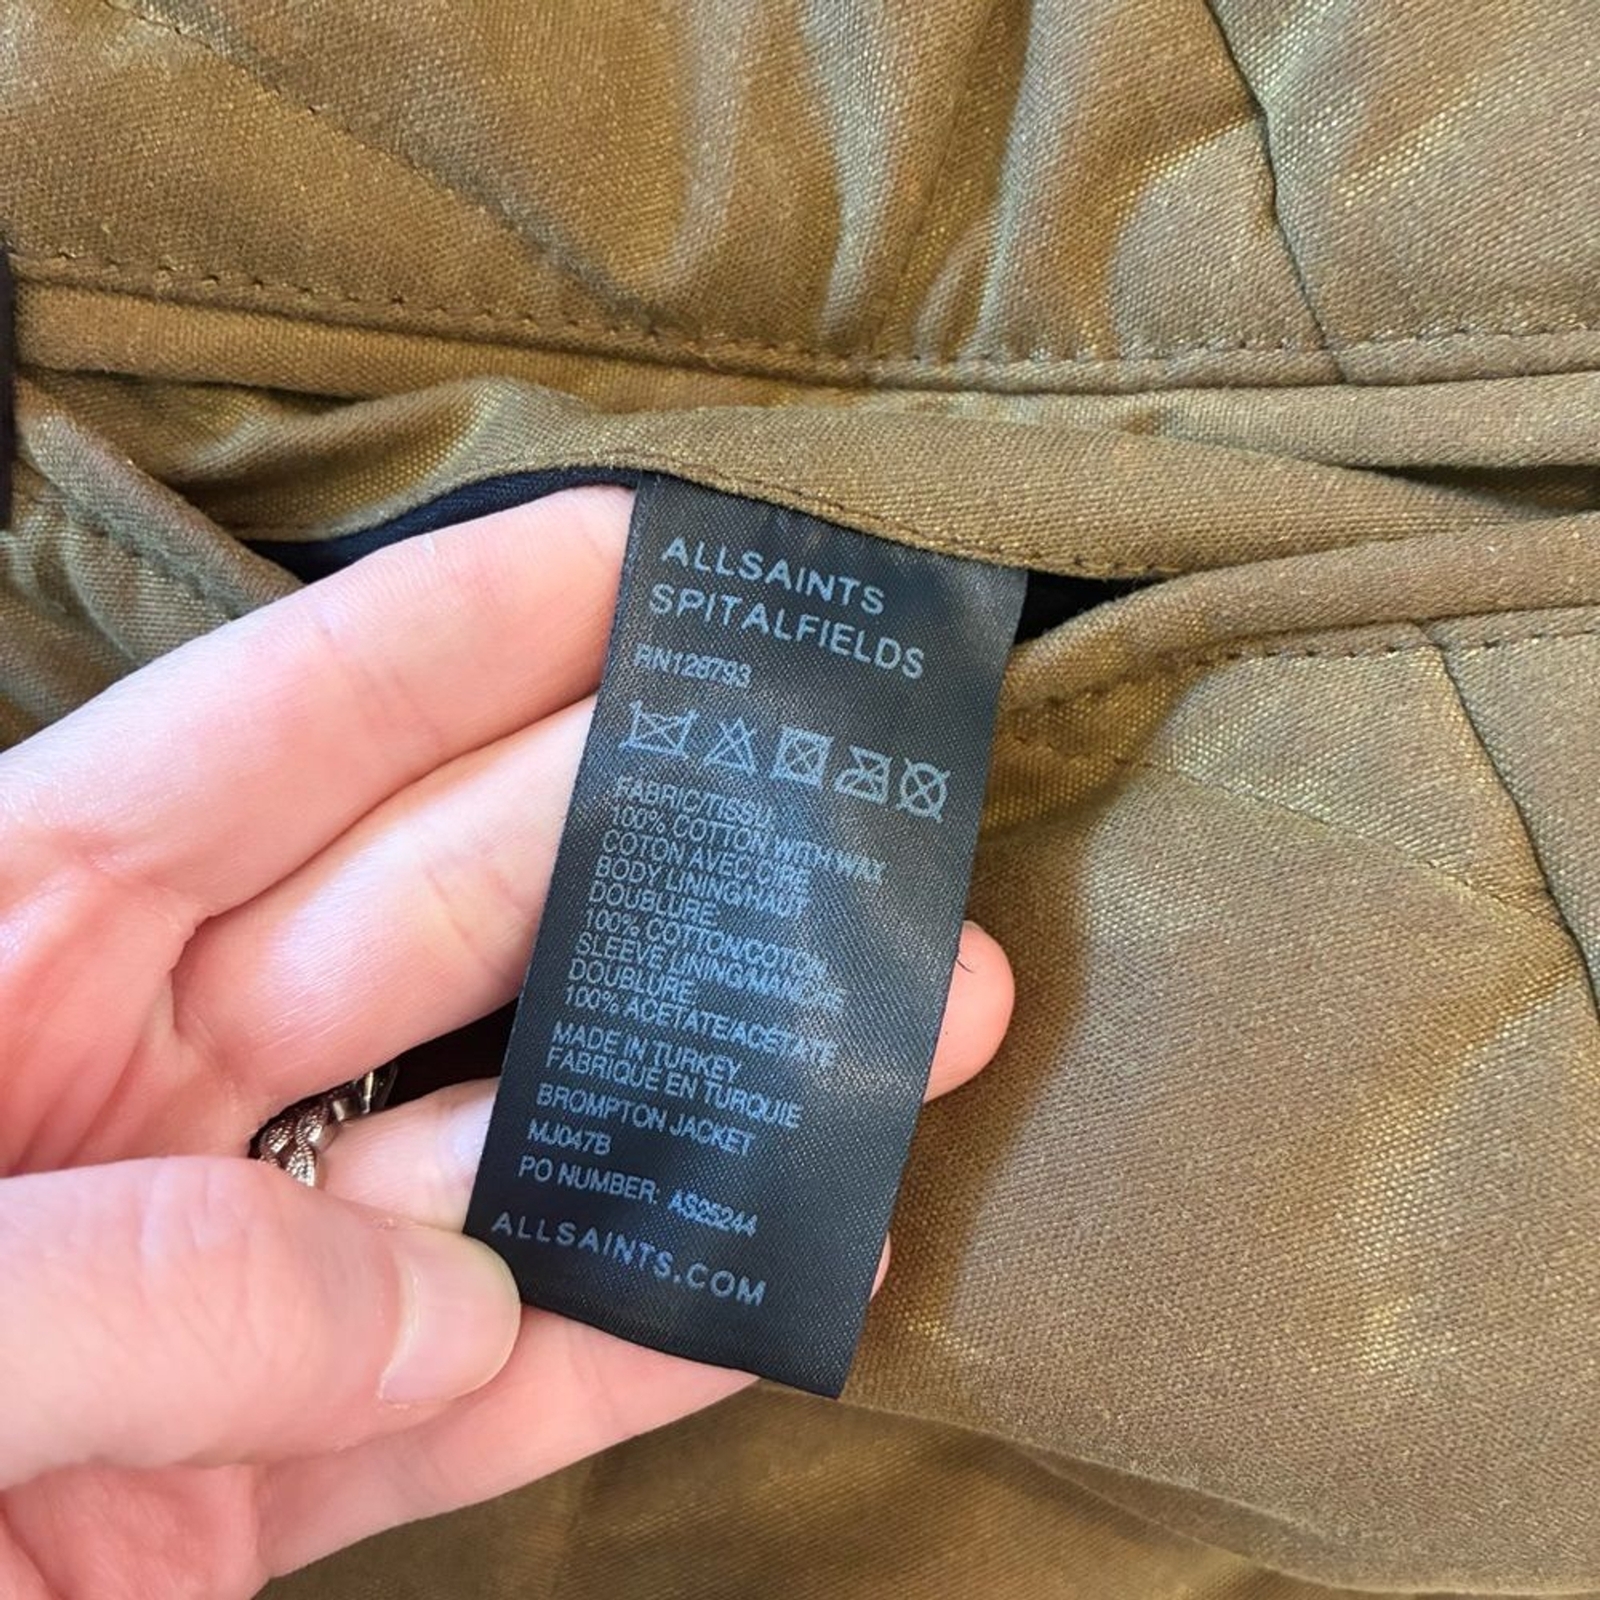 ALLSAINTS
SPITALFIELDS
RN128793
FABRIC/TISSU
100% COTTON WITH WAX
COTON AVEC CIRE
BODY LINING/HAUT
DOUBLURE
100% COTTON/COTON
SLEEVE LINING/MANCHE
DOUBLURE
100% ACETATE/ACETATE
MADE IN TURKEY
FABRIQUE EN TURQUIE
BROMPTON JACKET
MJ047B
PO NUMBER: AS25244
ALLSAINTS.COM